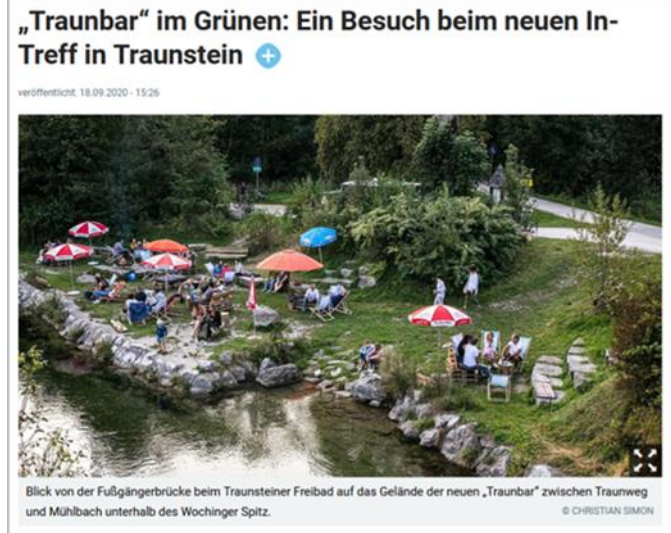 „Traunbar“ im Grünen: Ein Besuch beim neuen In-
Treff in Traunstein
veröffentlicht: 18.09.2020 - 15:26
Blick von der Fußgängerbrücke beim Traunsteiner Freibad auf das Gelände der neuen „Traunbar“ zwischen Traunweg
und Mühlbach unterhalb des Wochinger Spitz.
© CHRISTIAN SIMON